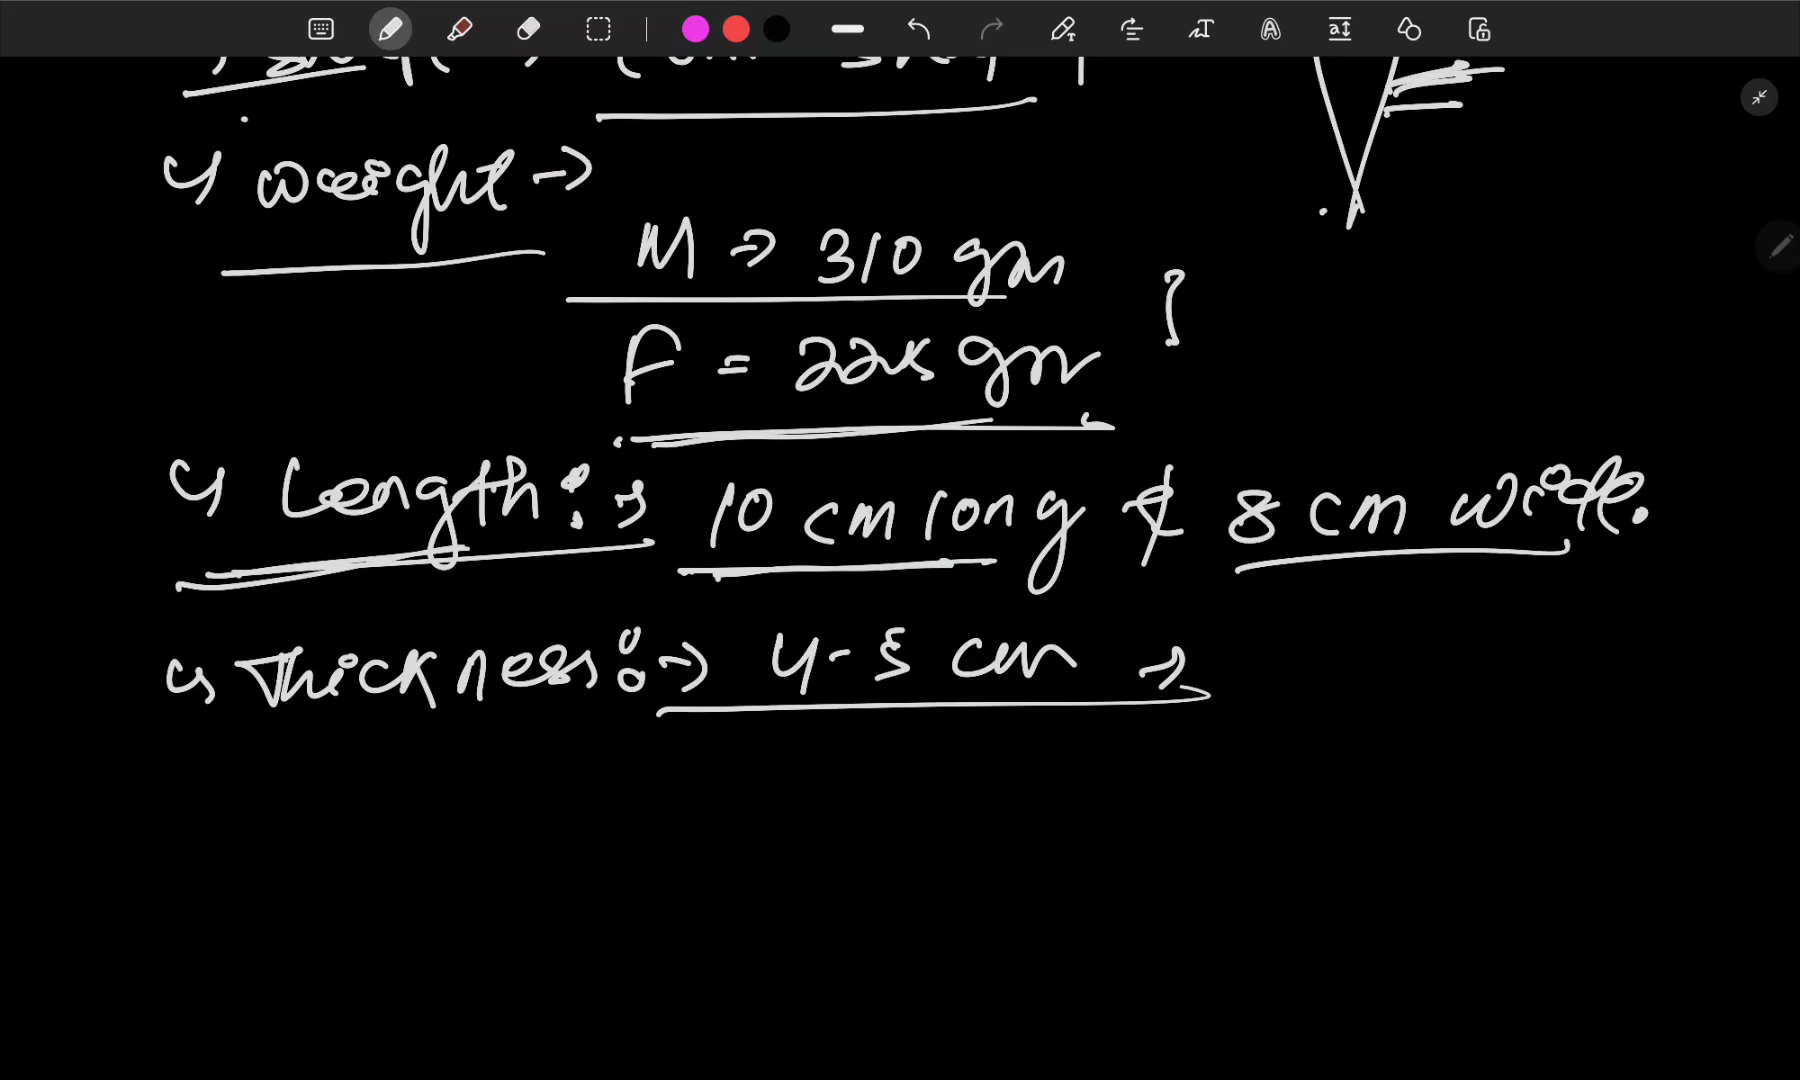 weight →
M → 310 gm
F = 225 gm
Length :→ 10 cm long & 8 cm wide.
Thickness :→ 4-5 cm →